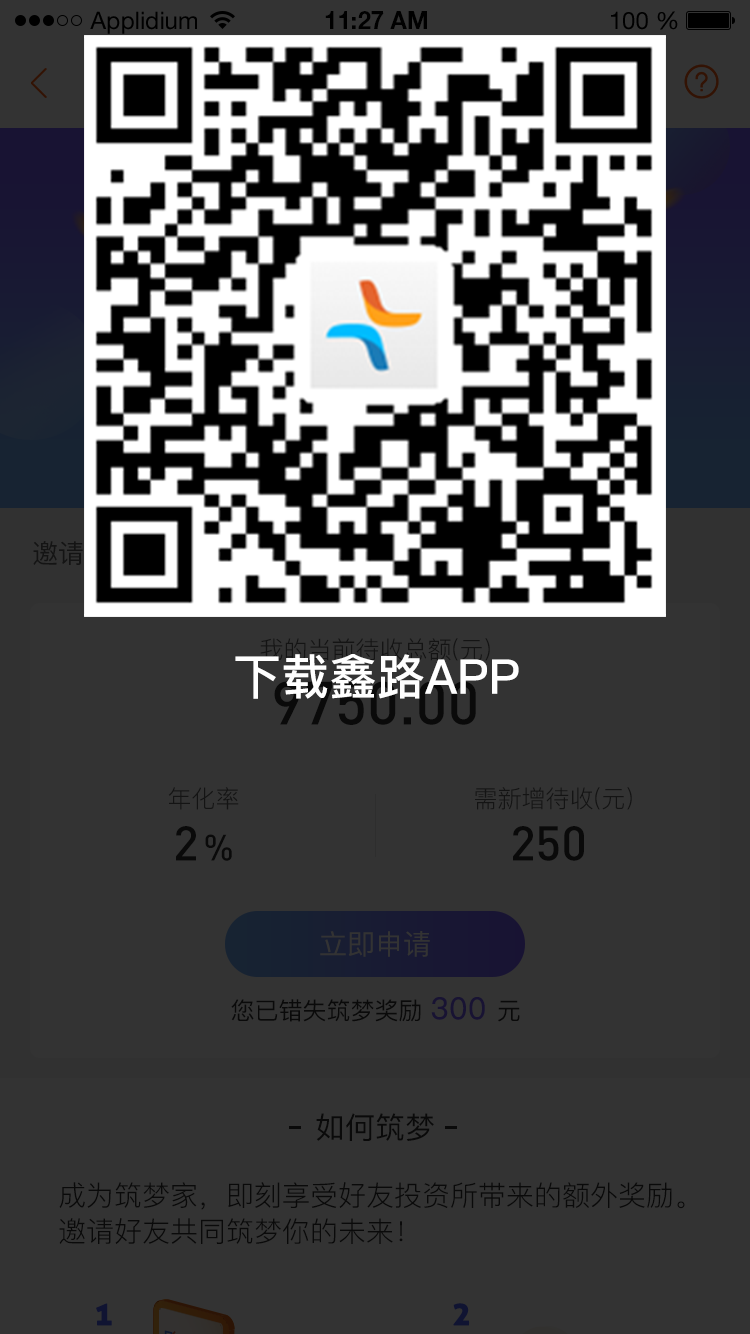 Applidium 11:27 AM 100 %
?
邀请
我的当前待收总额(元)
下载鑫路APP
9750.00
年化率 需新增待收(元)
2% 250
立即申请
您已错失筑梦奖励 300 元
- 如何筑梦 -
成为筑梦家，即刻享受好友投资所带来的额外奖励。
邀请好友共同筑梦你的未来！
1 2